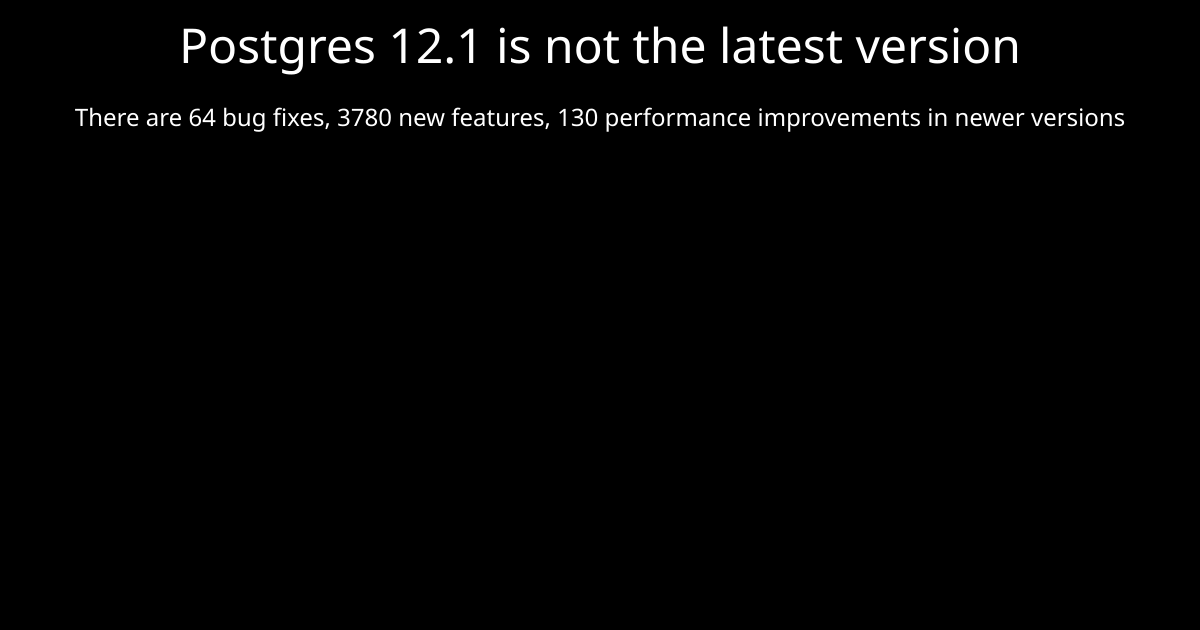 Postgres 12.1 is not the latest version
There are 64 bug fixes, 3780 new features, 130 performance improvements in newer versions